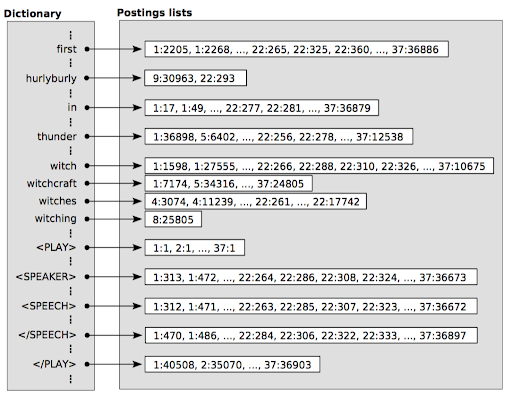 Dictionary Postings lists
first 1:2205, 1:2268, ..., 22:265, 22:325, 22:360, ..., 37:36886
hurlyburly 9:30963, 22:293
in 1:17, 1:49, ..., 22:277, 22:281, ..., 37:36879
thunder 1:36898, 5:6402, ..., 22:256, 22:278, ..., 37:12538
witch 1:1598, 1:27555, ..., 22:266, 22:288, 22:310, 22:326, ..., 37:10675
witchcraft 1:7174, 5:34316, ..., 37:24805
witches 4:3074, 4:11239, ..., 22:261, ..., 22:17742
witching 8:25805
<PLAY> 1:1, 2:1, ..., 37:1
<SPEAKER> 1:313, 1:472, ..., 22:264, 22:286, 22:308, 22:324, ..., 37:36673
<SPEECH> 1:312, 1:471, ..., 22:263, 22:285, 22:307, 22:323, ..., 37:36672
</SPEECH> 1:470, 1:486, ..., 22:284, 22:306, 22:322, 22:333, ..., 37:36897
</PLAY> 1:40508, 2:35070, ..., 37:36903